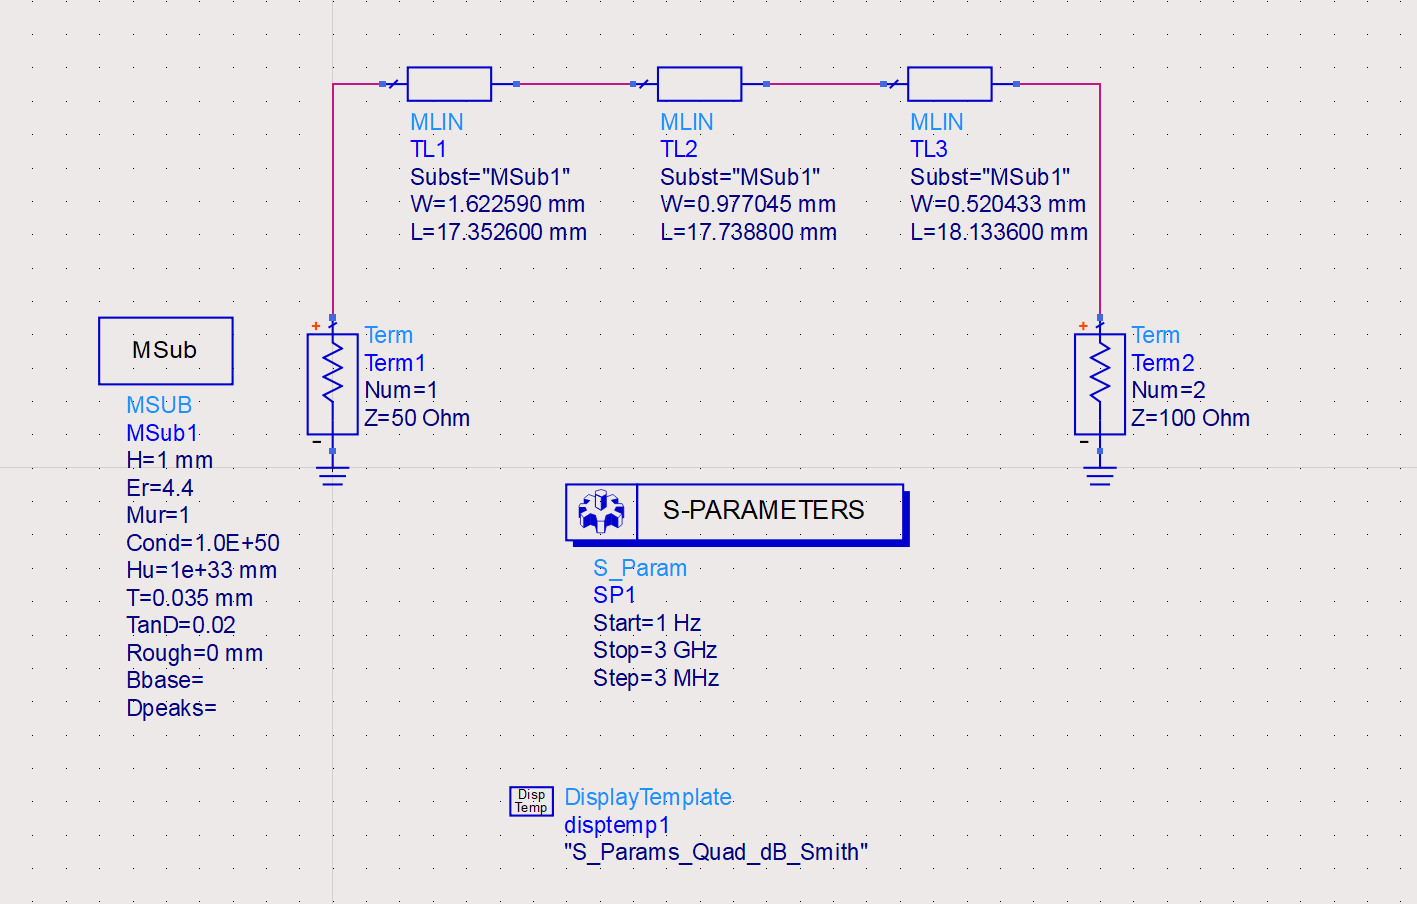 MLIN
TL1
Subst="MSub1"
W=1.622590 mm
L=17.352600 mm
MLIN
TL2
Subst="MSub1"
W=0.977045 mm
L=17.738800 mm
MLIN
TL3
Subst="MSub1"
W=0.520433 mm
L=18.133600 mm
MSub
MSUB
MSub1
H=1 mm
Er=4.4
Mur=1
Cond=1.0E+50
Hu=1e+33 mm
T=0.035 mm
TanD=0.02
Rough=0 mm
Bbase=
Dpeaks=
+
Term
Term1
Num=1
Z=50 Ohm
-
+
Term
Term2
Num=2
Z=100 Ohm
-
S-PARAMETERS
S_Param
SP1
Start=1 Hz
Stop=3 GHz
Step=3 MHz
Disp
Temp
DisplayTemplate
disptemp1
"S_Params_Quad_dB_Smith"